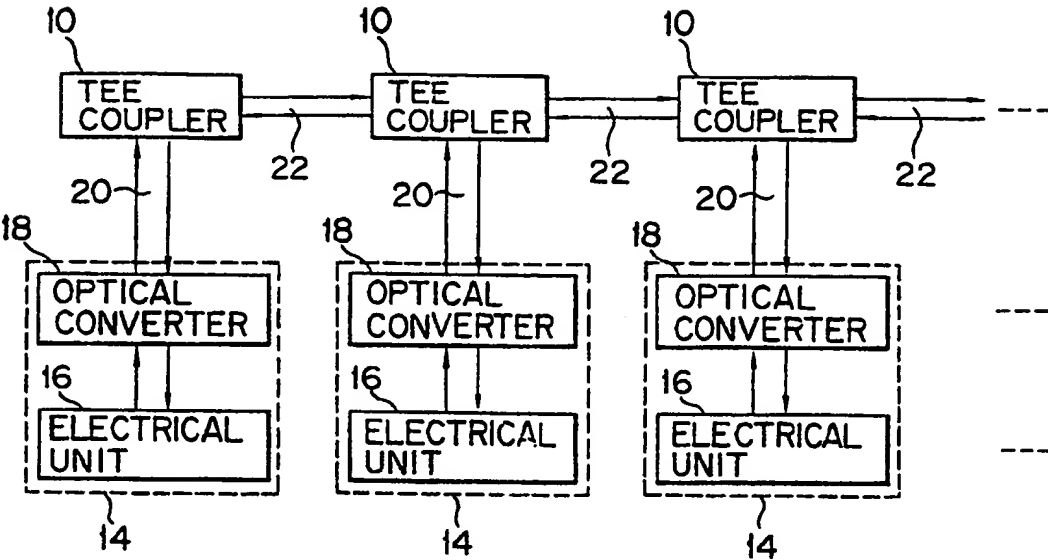 10 10 10
TEE COUPLER TEE COUPLER TEE COUPLER
22 22 22
20 20 20
18 18 18
OPTICAL CONVERTER OPTICAL CONVERTER OPTICAL CONVERTER
16 16 16
ELECTRICAL UNIT ELECTRICAL UNIT ELECTRICAL UNIT
14 14 14